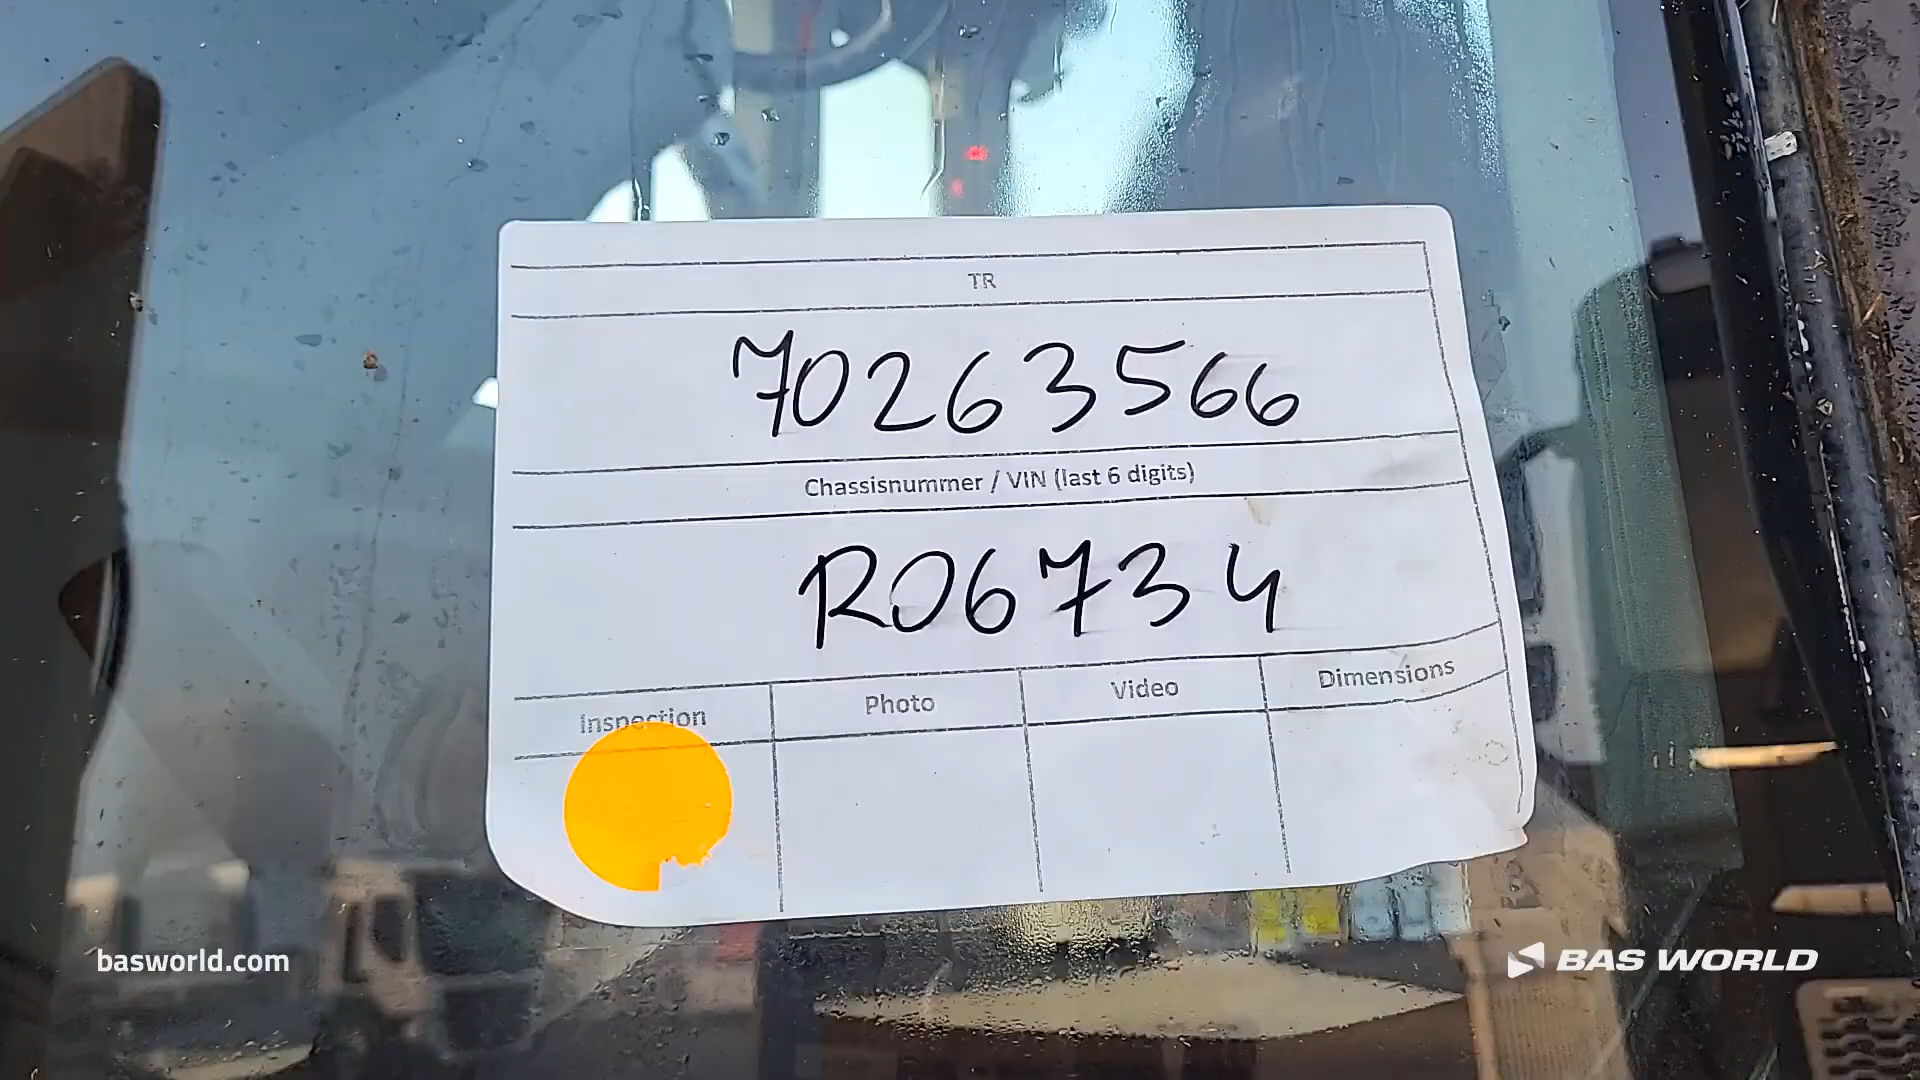 TR
70263566
Chassisnummer / VIN (last 6 digits)
R06734
Inspection Photo Video Dimensions
basworld.com
BAS WORLD